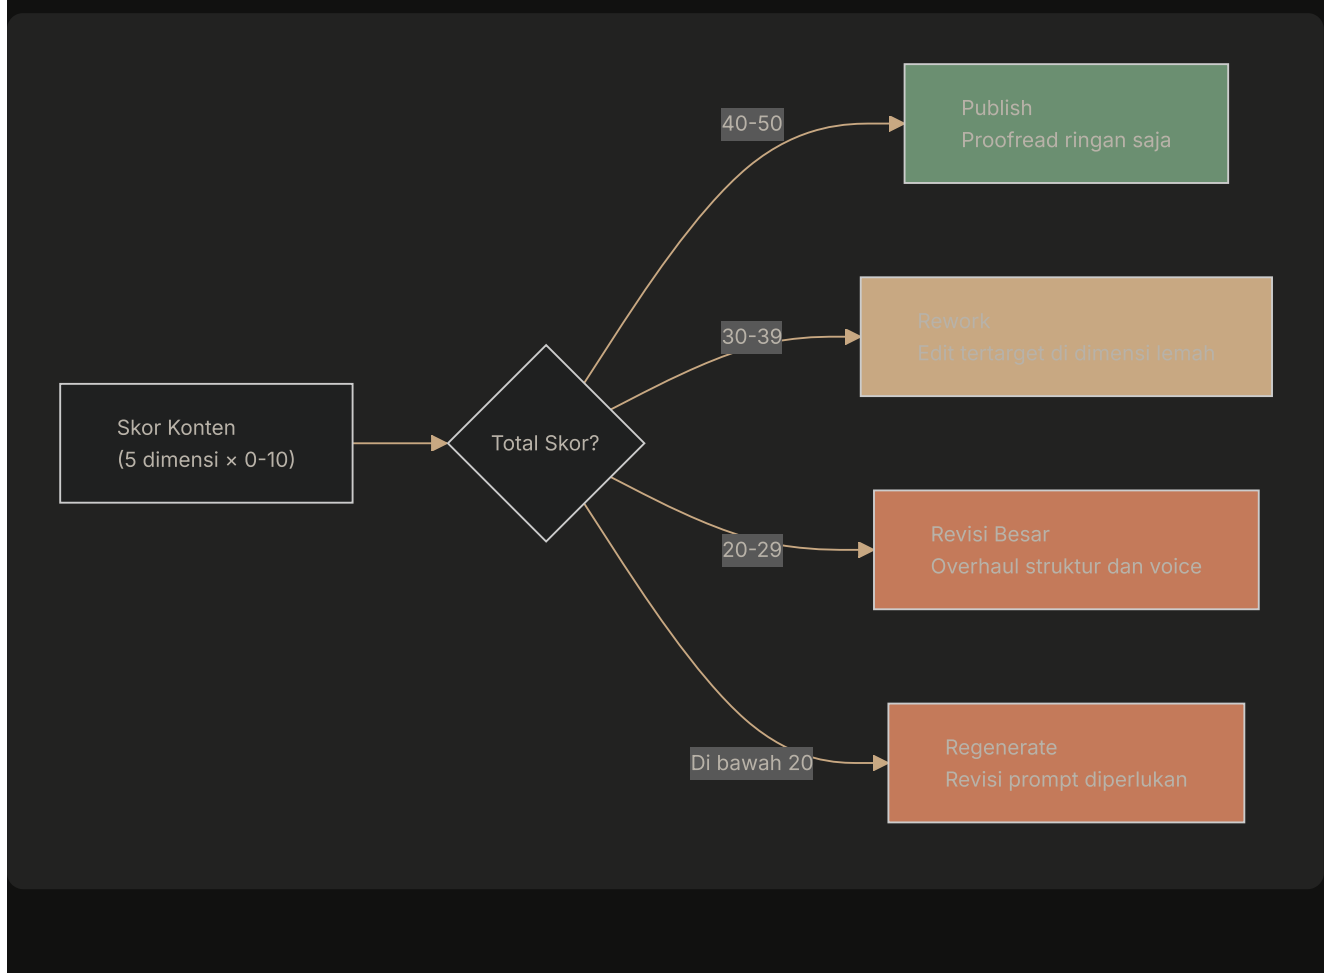 Skor Konten
(5 dimensi × 0-10)
Total Skor?
40-50
Publish
Proofread ringan saja
30-39
Rework
Edit tertarget di dimensi lemah
20-29
Revisi Besar
Overhaul struktur dan voice
Di bawah 20
Regenerate
Revisi prompt diperlukan